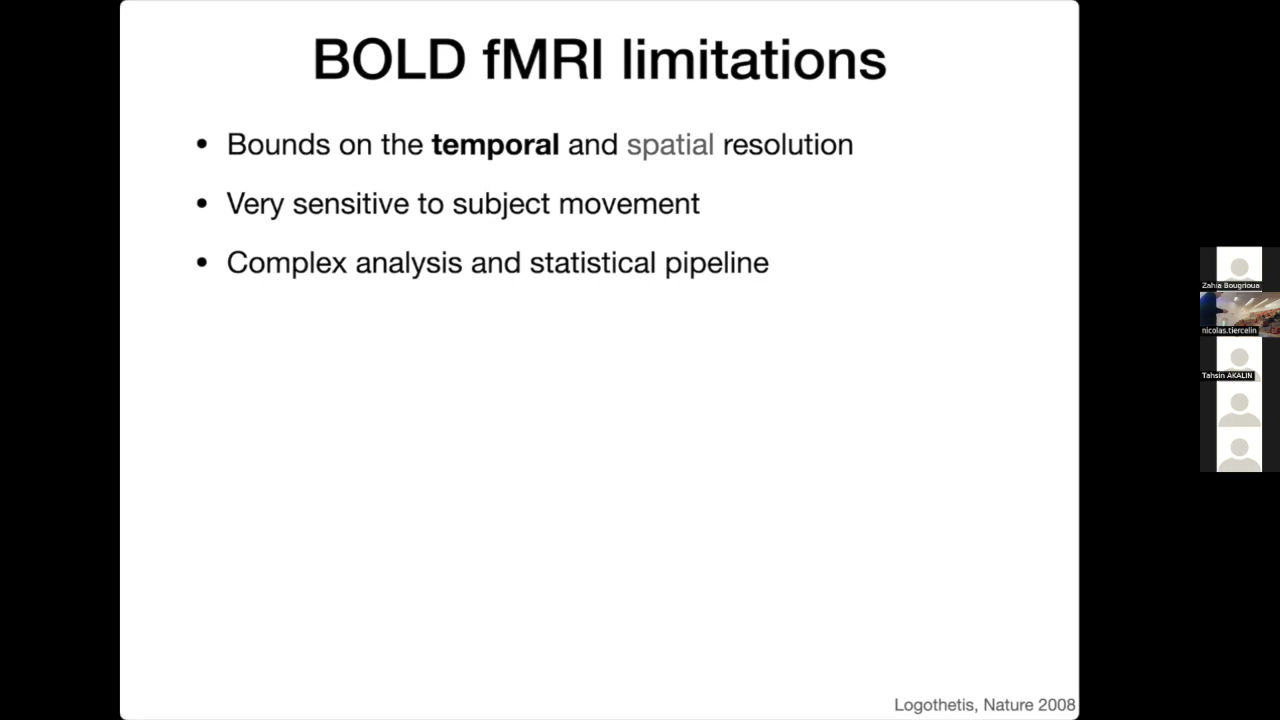 BOLD fMRI limitations
• Bounds on the temporal and spatial resolution
• Very sensitive to subject movement
• Complex analysis and statistical pipeline
Logothetis, Nature 2008
Zahia Bougrioua
nicolas.tiercelin
Tahsin AKALIN